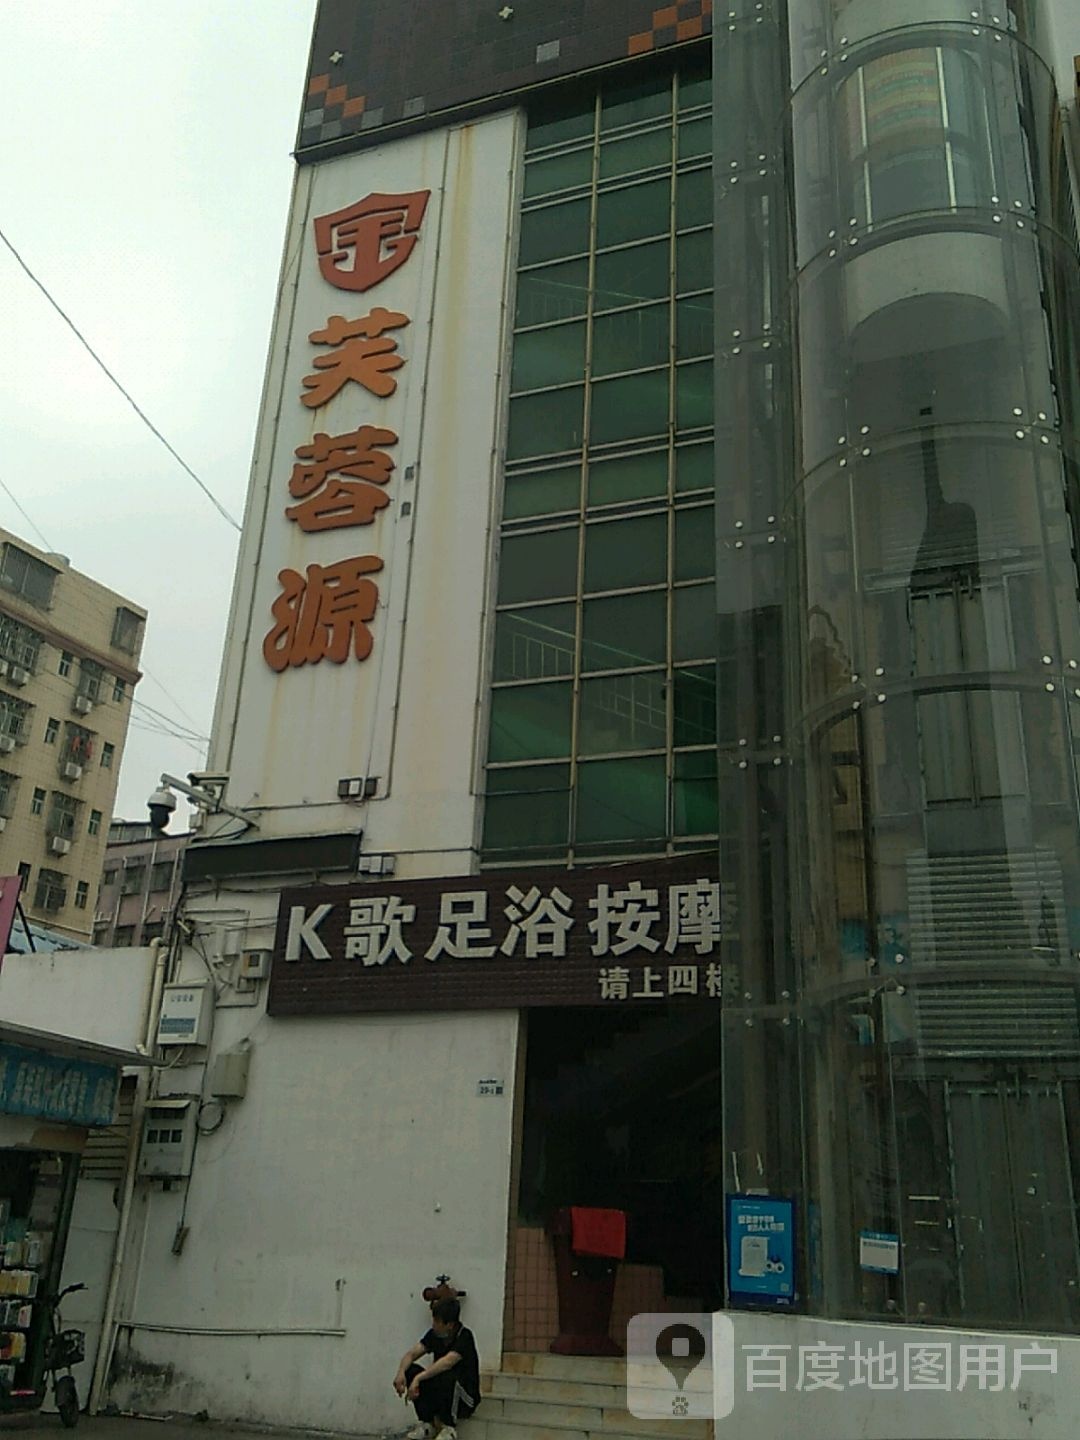 金芙蓉源
K歌足浴按摩
请上四楼
百度地图用户